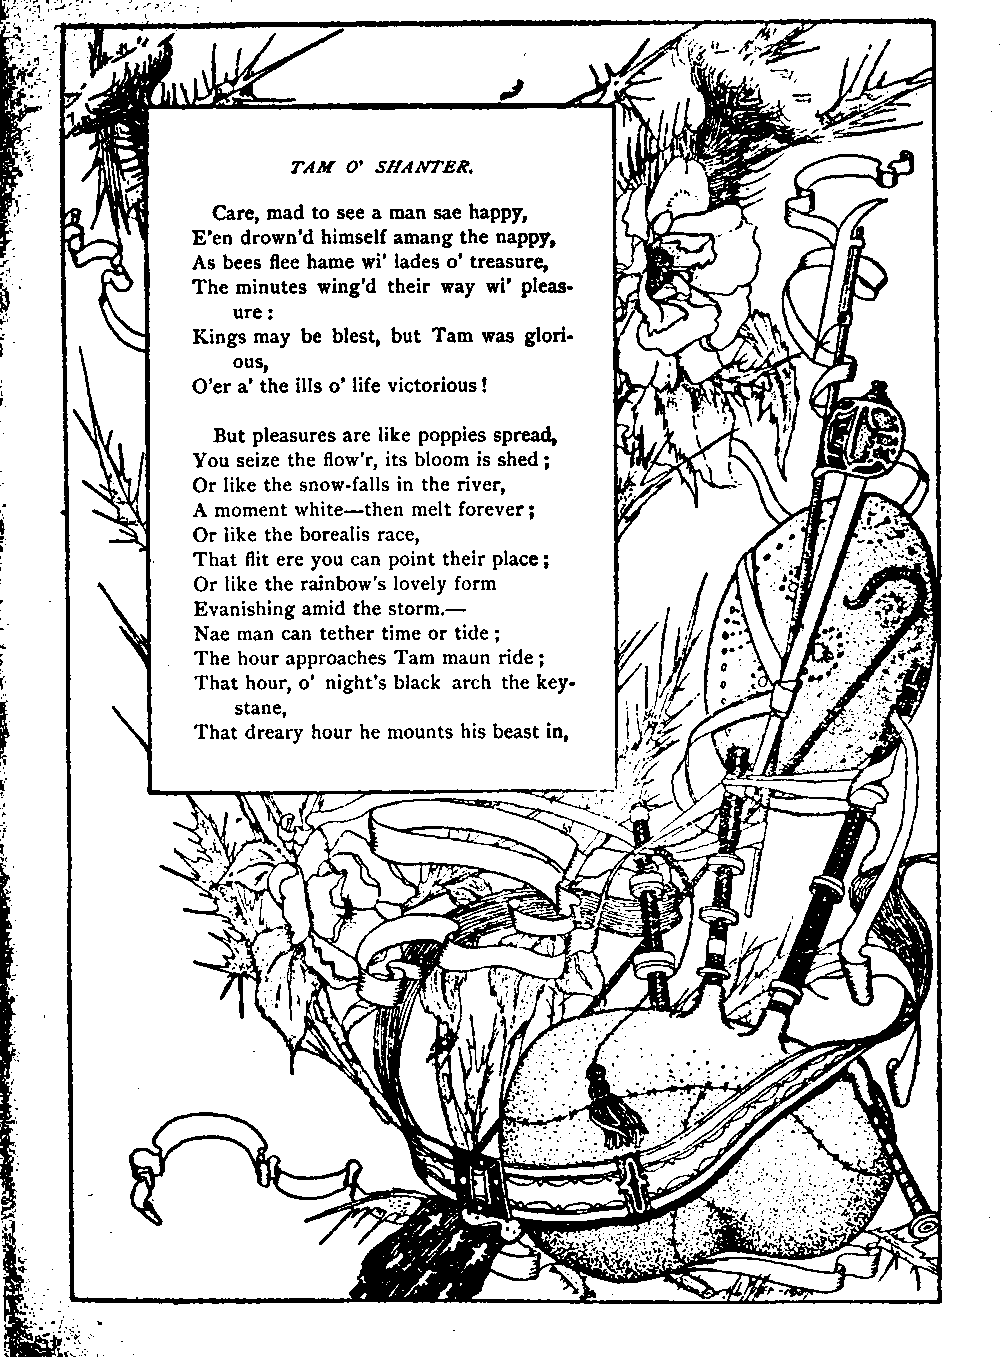 TAM O' SHANTER.
Care, mad to see a man sae happy,
E'en drown'd himself amang the nappy,
As bees flee hame wi' lades o' treasure,
The minutes wing'd their way wi' pleas-
ure :
Kings may be blest, but Tam was glori-
ous,
O'er a' the ills o' life victorious !
But pleasures are like poppies spread,
You seize the flow'r, its bloom is shed ;
Or like the snow-falls in the river,
A moment white—then melt forever ;
Or like the borealis race,
That flit ere you can point their place ;
Or like the rainbow's lovely form
Evanishing amid the storm.—
Nae man can tether time or tide ;
The hour approaches Tam maun ride ;
That hour, o' night's black arch the key-
stane,
That dreary hour he mounts his beast in,